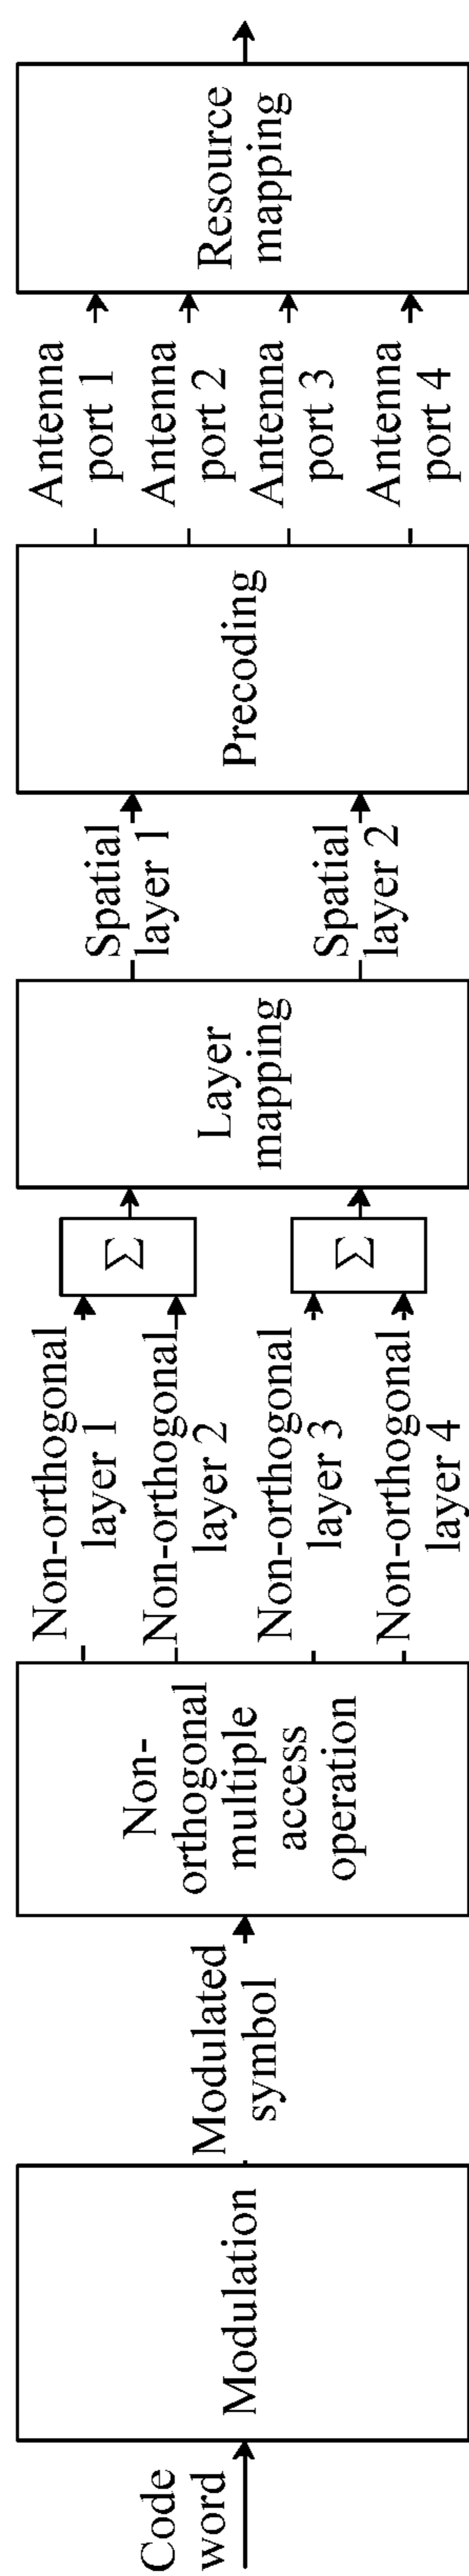 Code
word
Modulation
Modulated
symbol
Non-
orthogonal
multiple
access
operation
Non-orthogonal
layer 1
Non-orthogonal
layer 2
Non-orthogonal
layer 3
Non-orthogonal
layer 4
Σ
Σ
Layer
mapping
Spatial
layer 1
Spatial
layer 2
Precoding
Antenna
port 1
Antenna
port 2
Antenna
port 3
Antenna
port 4
Resource
mapping